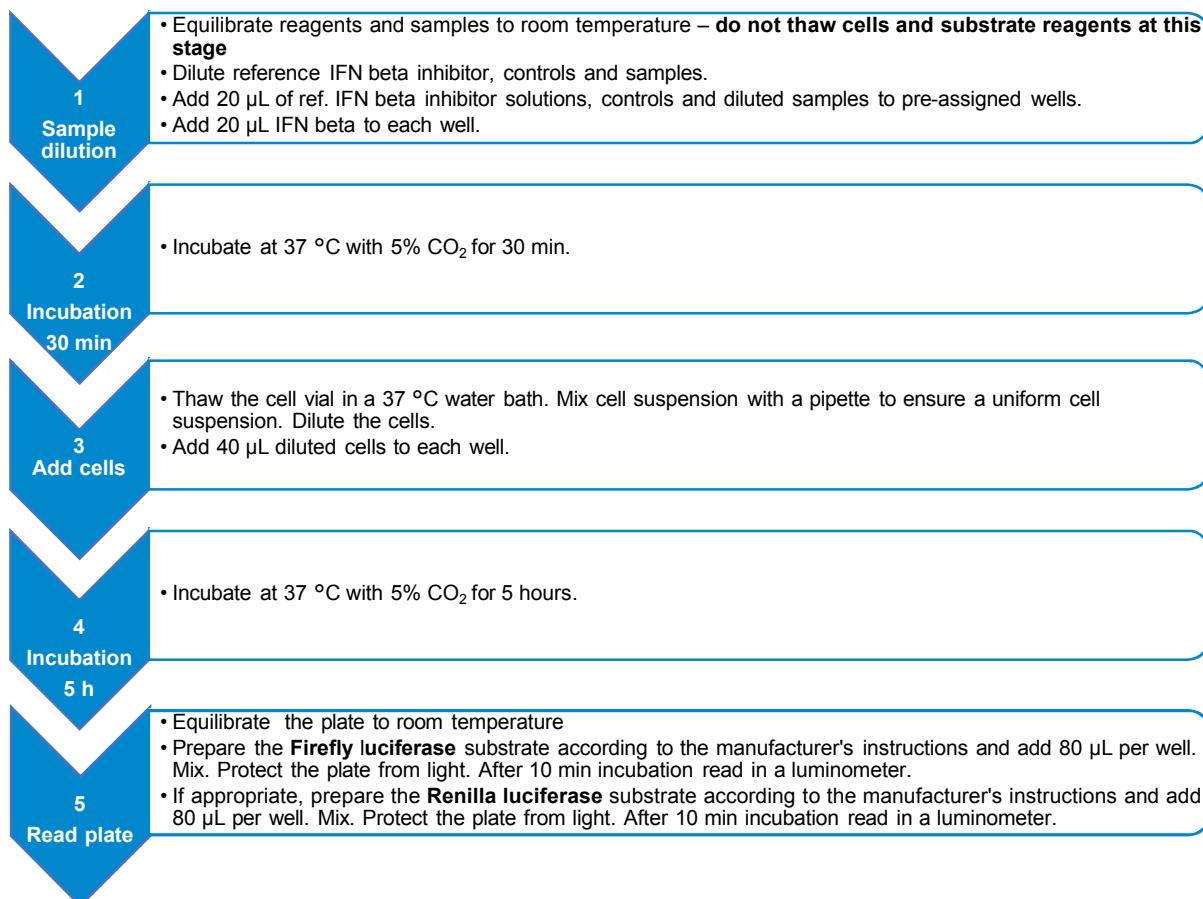 • Equilibrate reagents and samples to room temperature – do not thaw cells and substrate reagents at this
stage
• Dilute reference IFN beta inhibitor, controls and samples.
• Add 20 µL of ref. IFN beta inhibitor solutions, controls and diluted samples to pre-assigned wells.
• Add 20 µL IFN beta to each well.
1
Sample
dilution
• Incubate at 37 °C with 5% CO₂ for 30 min.
2
Incubation
30 min
• Thaw the cell vial in a 37 °C water bath. Mix cell suspension with a pipette to ensure a uniform cell
suspension. Dilute the cells.
• Add 40 µL diluted cells to each well.
3
Add cells
• Incubate at 37 °C with 5% CO₂ for 5 hours.
4
Incubation
5 h
• Equilibrate the plate to room temperature
• Prepare the Firefly luciferase substrate according to the manufacturer's instructions and add 80 µL per well.
Mix. Protect the plate from light. After 10 min incubation read in a luminometer.
• If appropriate, prepare the Renilla luciferase substrate according to the manufacturer's instructions and add
80 µL per well. Mix. Protect the plate from light. After 10 min incubation read in a luminometer.
5
Read plate